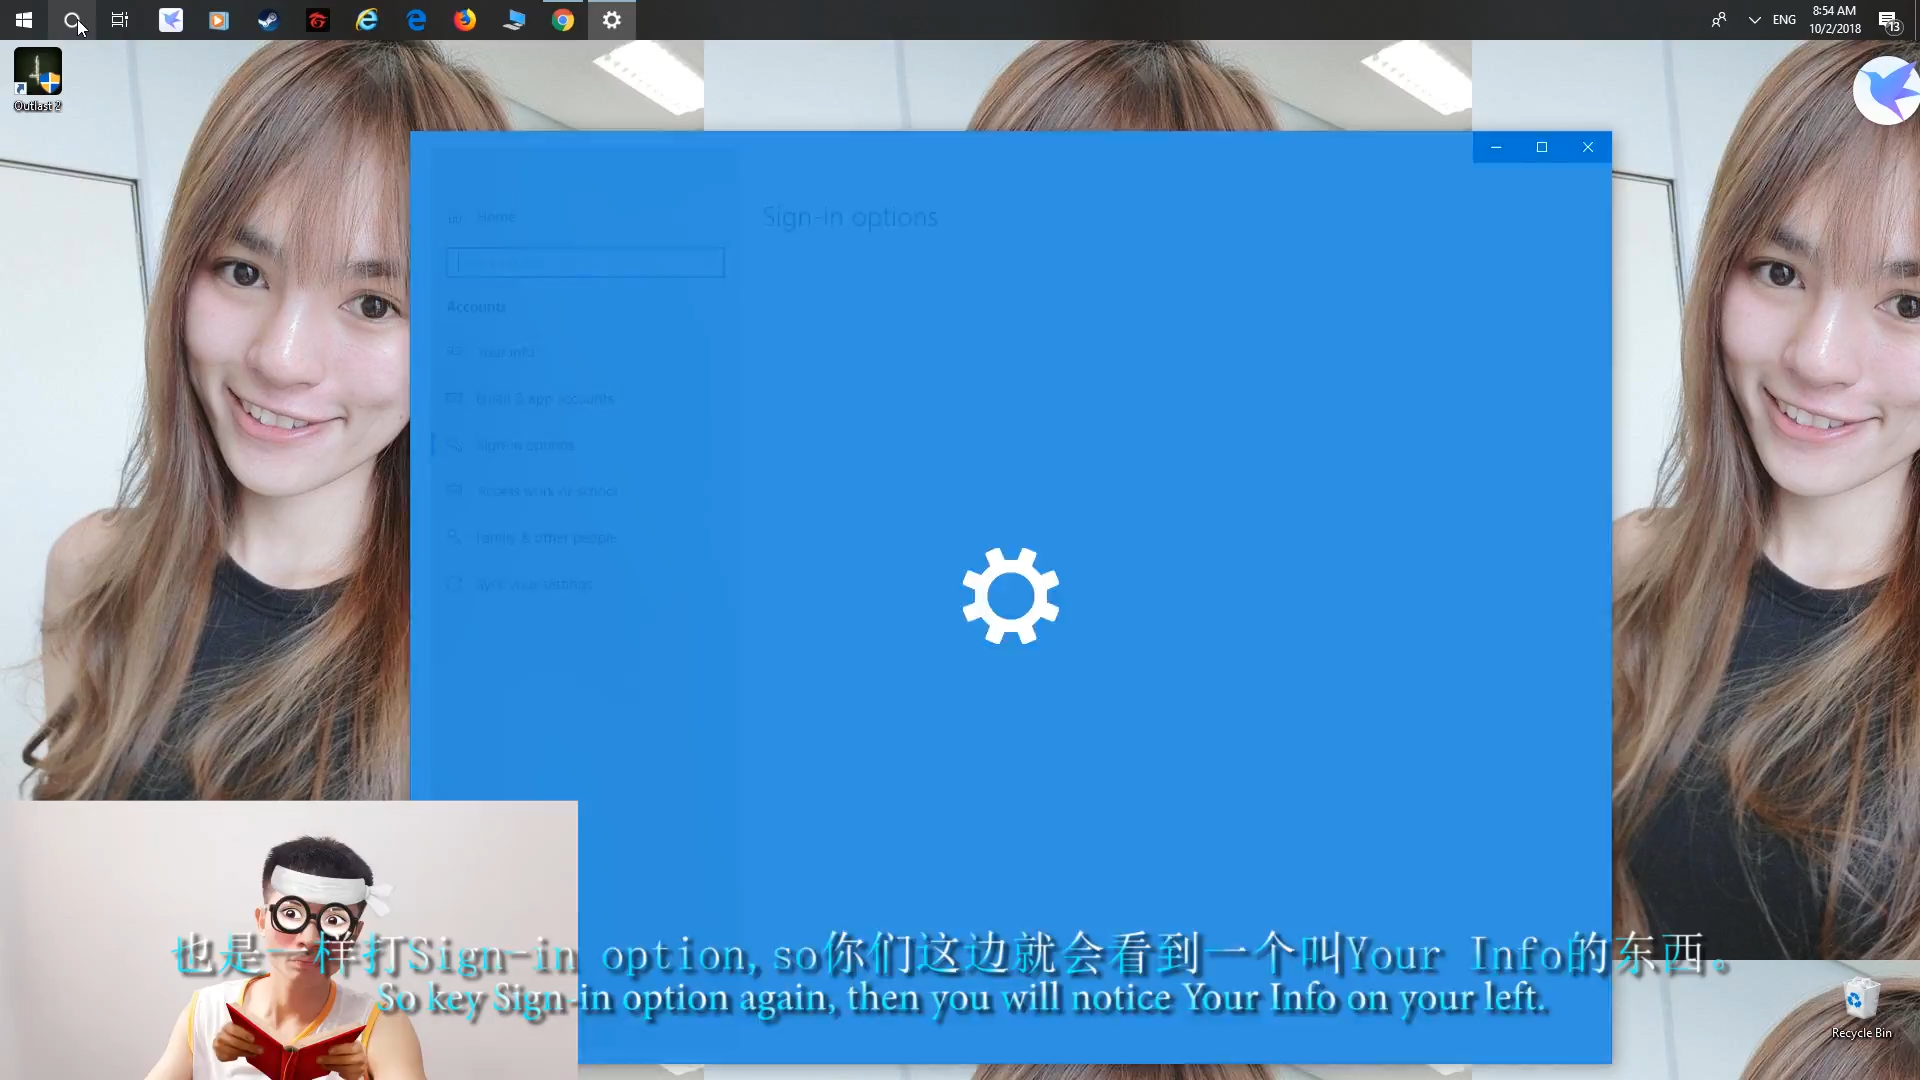 ENG
8:54 AM
10/2/2018
13
Outlast 2
Home
Sign-in options
Accounts
Your info
Email & app accounts
Sign-in options
Access work or school
Family & other people
Sync your settings
也是一样打Sign-in option, so你们这边就会看到一个叫Your Info的东西。
So key Sign-in option again, then you will notice Your Info on your left.
Recycle Bin